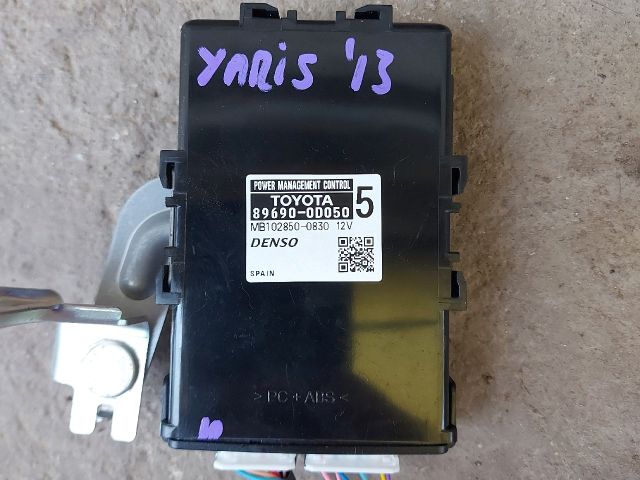 YARiS '13
POWER MANAGEMENT CONTROL
TOYOTA
89690-0D050 5
MB102850-0830 12V
DENSO
SPAIN
>PC+ABS<